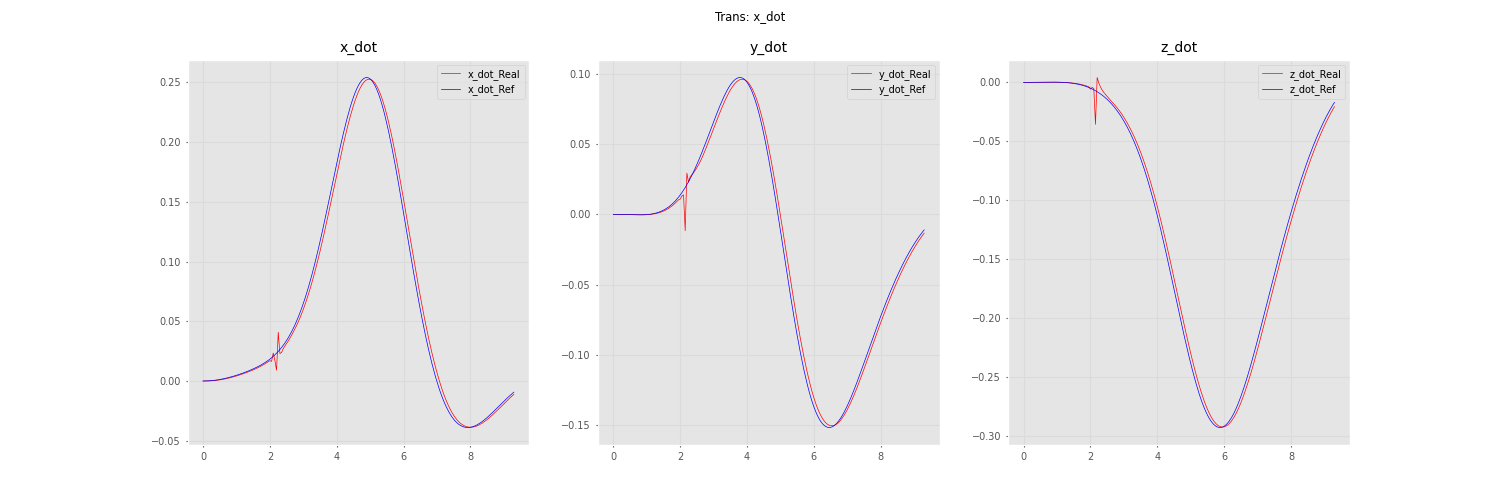 Trans: x_dot
x_dot
x_dot_Real
x_dot_Ref
0.25
0.20
0.15
0.10
0.05
0.00
−0.05
0 2 4 6 8
y_dot
y_dot_Real
y_dot_Ref
0.10
0.05
0.00
−0.05
−0.10
−0.15
0 2 4 6 8
z_dot
z_dot_Real
z_dot_Ref
0.00
−0.05
−0.10
−0.15
−0.20
−0.25
−0.30
0 2 4 6 8